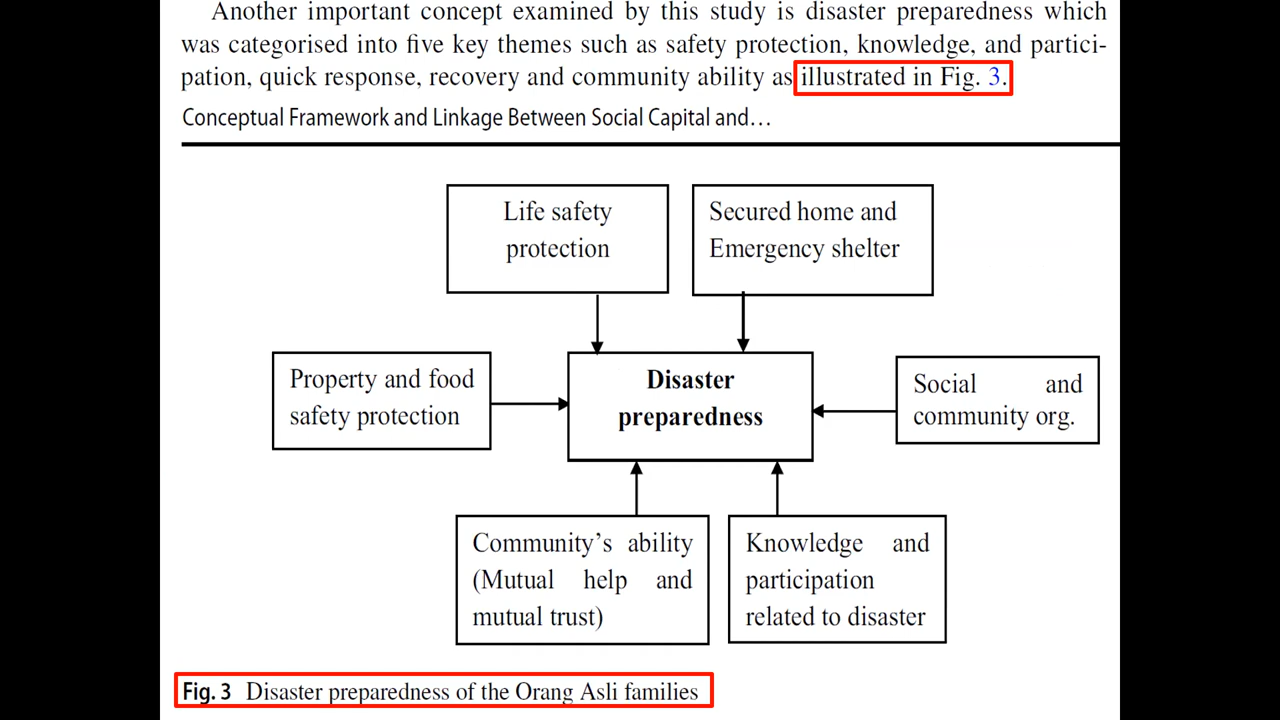 Another important concept examined by this study is disaster preparedness which
was categorised into five key themes such as safety protection, knowledge, and partici-
pation, quick response, recovery and community ability as illustrated in Fig. 3.
Conceptual Framework and Linkage Between Social Capital and…
Life safety
protection
Secured home and
Emergency shelter
Property and food
safety protection
Disaster
preparedness
Social and
community org.
Community’s ability
(Mutual help and
mutual trust)
Knowledge and
participation
related to disaster
Fig. 3 Disaster preparedness of the Orang Asli families